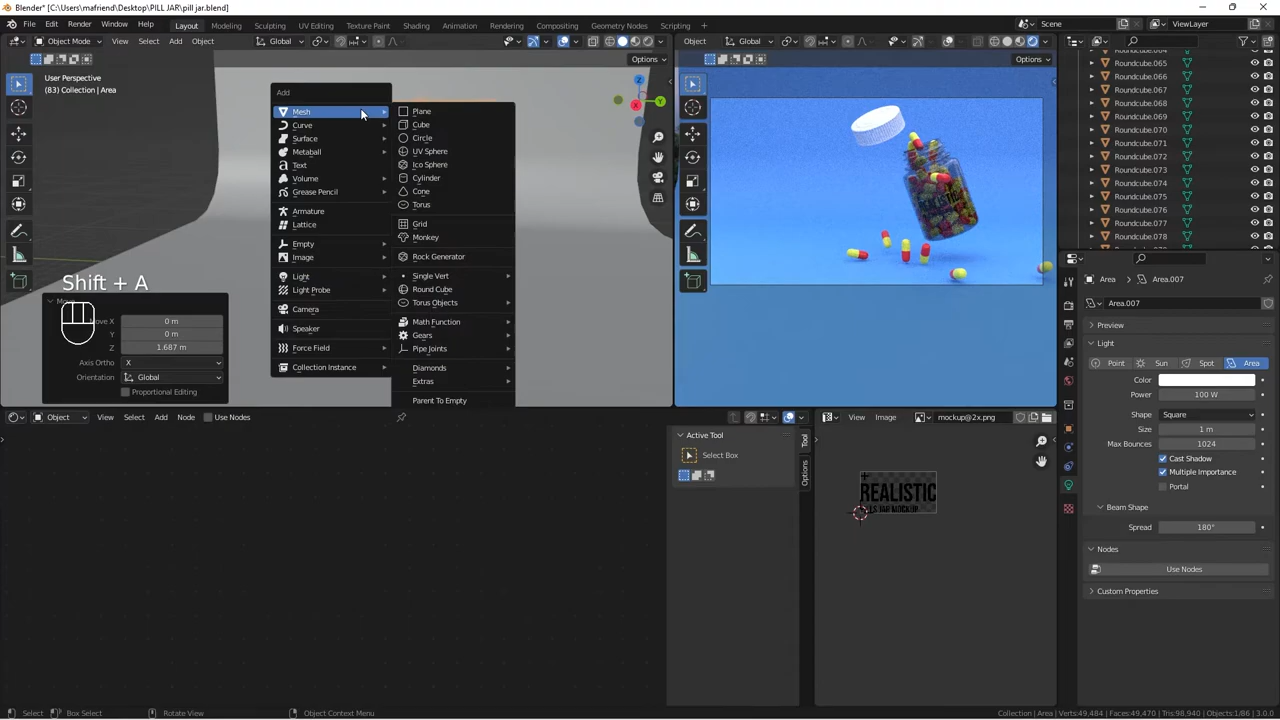 Blender* [C:\Users\mafriend\Desktop\PILL JAR\pill jar.blend]
File Edit Render Window Help Layout Modeling Sculpting UV Editing Texture Paint Shading Animation Rendering Compositing Geometry Nodes Scripting + Scene ViewLayer
Object Mode View Select Add Object Global
Options
User Perspective
(83) Collection | Area
Add
Mesh
Curve
Surface
Metaball
Text
Volume
Grease Pencil
Armature
Lattice
Empty
Image
Light
Light Probe
Camera
Speaker
Force Field
Collection Instance
Plane
Cube
Circle
UV Sphere
Ico Sphere
Cylinder
Cone
Torus
Grid
Monkey
Rock Generator
Single Vert
Round Cube
Torus Objects
Math Function
Gears
Pipe Joints
Diamonds
Extras
Parent To Empty
Shift + A
Move X 0 m
Y 0 m
Z 1.687 m
Axis Ortho X
Orientation Global
Proportional Editing
Object Global
Options
Roundcube.065
Roundcube.066
Roundcube.067
Roundcube.068
Roundcube.069
Roundcube.070
Roundcube.071
Roundcube.072
Roundcube.073
Roundcube.074
Roundcube.075
Roundcube.076
Roundcube.077
Roundcube.078
Area Area.007
Area.007
Preview
Light
Point Sun Spot Area
Color
Power 100 W
Shape Square
Size 1 m
Max Bounces 1024
Cast Shadow
Multiple Importance
Portal
Beam Shape
Spread 180°
Nodes
Use Nodes
Custom Properties
Object View Select Add Node Use Nodes
Active Tool
Select Box
Tool
Options
View Image mockup@2x.png
REALISTIC
Select Box Select Rotate View Object Context Menu
Collection | Area | Verts:49,484 | Faces:49,470 | Tris:98,940 | Objects:1/86 | 3.0.0